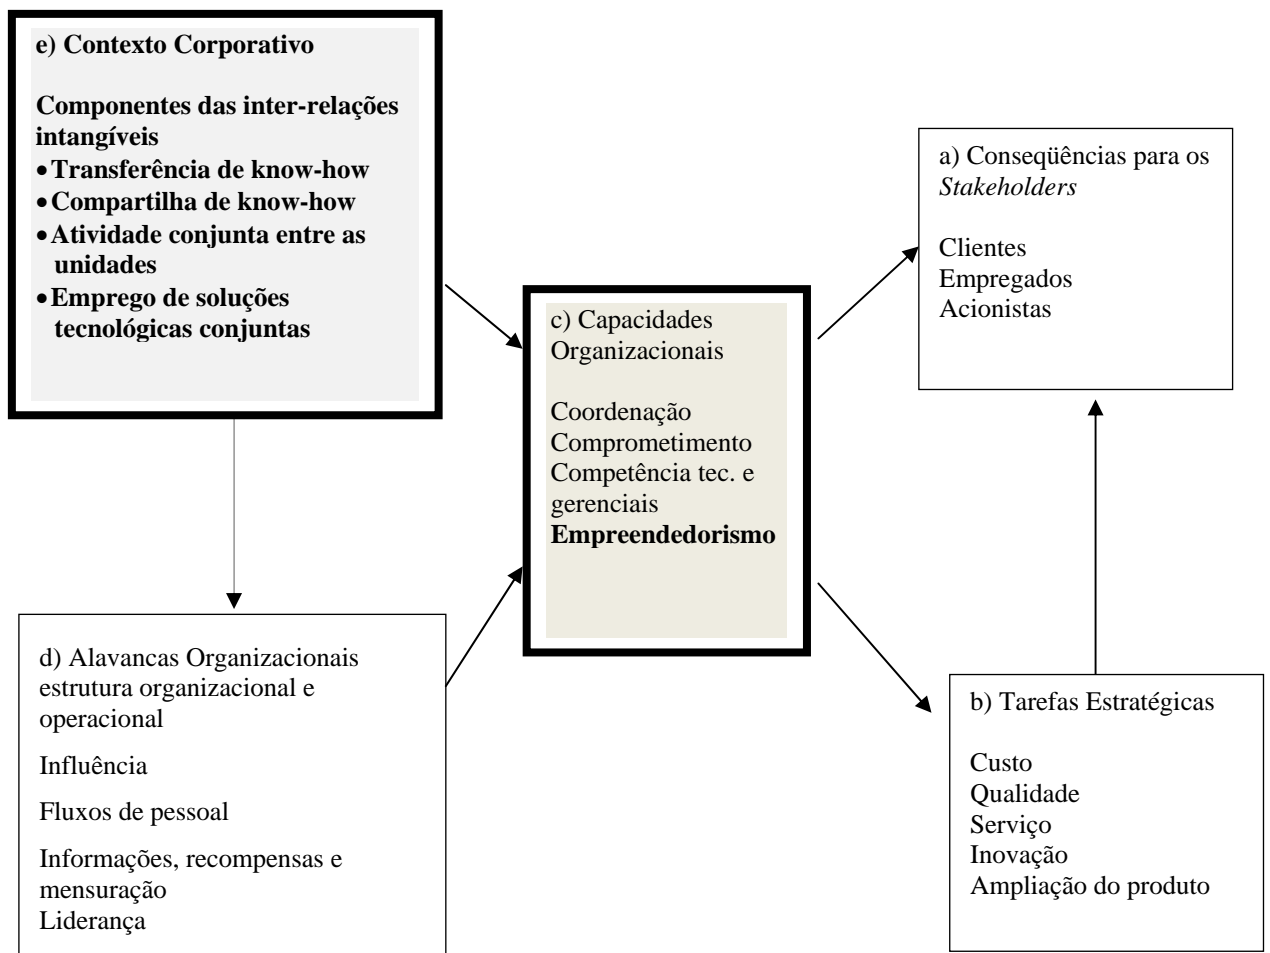 e) Contexto Corporativo
Componentes das inter-relações
intangíveis
•Transferência de know-how
•Compartilha de know-how
•Atividade conjunta entre as
unidades
•Emprego de soluções
tecnológicas conjuntas
a) Conseqüências para os
Stakeholders
Clientes
Empregados
Acionistas
c) Capacidades
Organizacionais
Coordenação
Comprometimento
Competência tec. e
gerenciais
Empreendedorismo
d) Alavancas Organizacionais
estrutura organizacional e
operacional
Influência
Fluxos de pessoal
Informações, recompensas e
mensuração
Liderança
b) Tarefas Estratégicas
Custo
Qualidade
Serviço
Inovação
Ampliação do produto